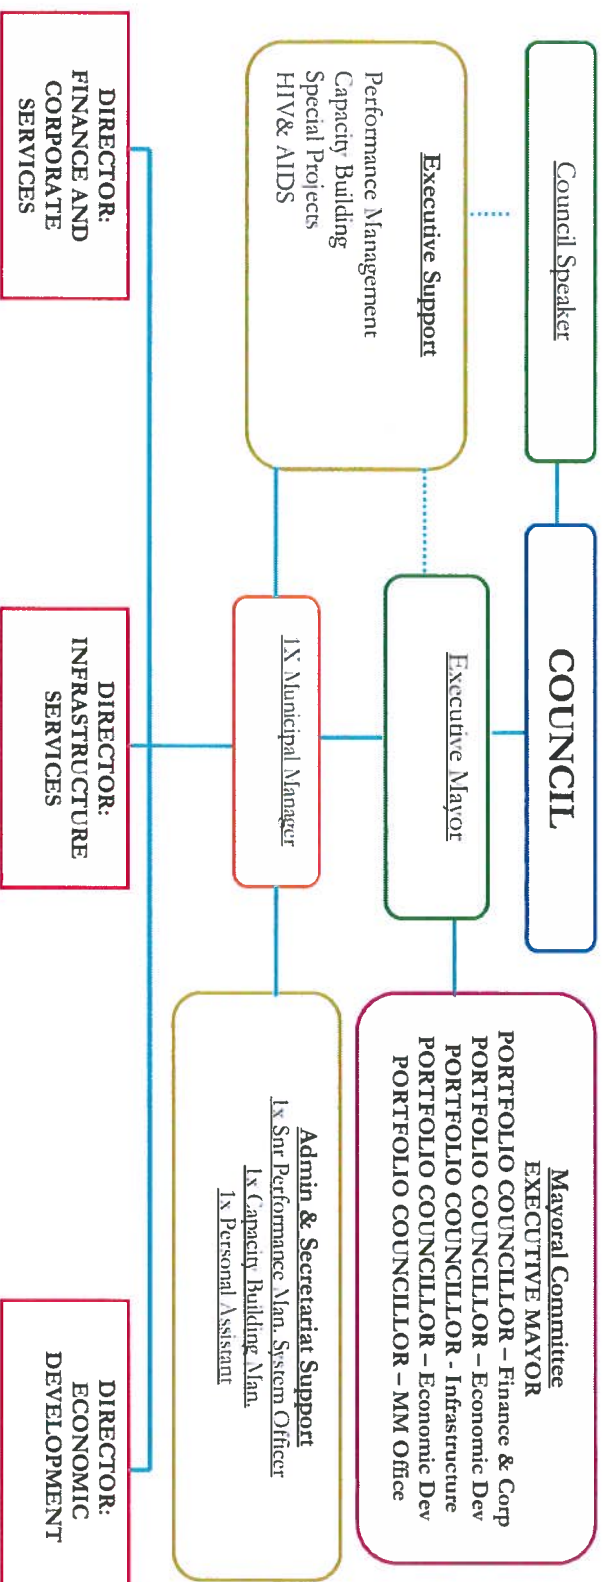 Council Speaker
COUNCIL
Executive Support
Performance Management
Capacity Building
Special Projects
HIV& AIDS
Executive Mayor
Mayoral Committee
EXECUTIVE MAYOR
PORTFOLIO COUNCILLOR – Finance & Corp
PORTFOLIO COUNCILLOR – Economic Dev
PORTFOLIO COUNCILLOR - Infrastructure
PORTFOLIO COUNCILLOR – Economic Dev
PORTFOLIO COUNCILLOR – MM Office
1X Municipal Manager
Admin & Secretariat Support
1x Snr Performance Man. System Officer
1x Capacity Building Man.
1x Personal Assistant
DIRECTOR:
FINANCE AND
CORPORATE
SERVICES
DIRECTOR:
INFRASTRUCTURE
SERVICES
DIRECTOR:
ECONOMIC
DEVELOPMENT